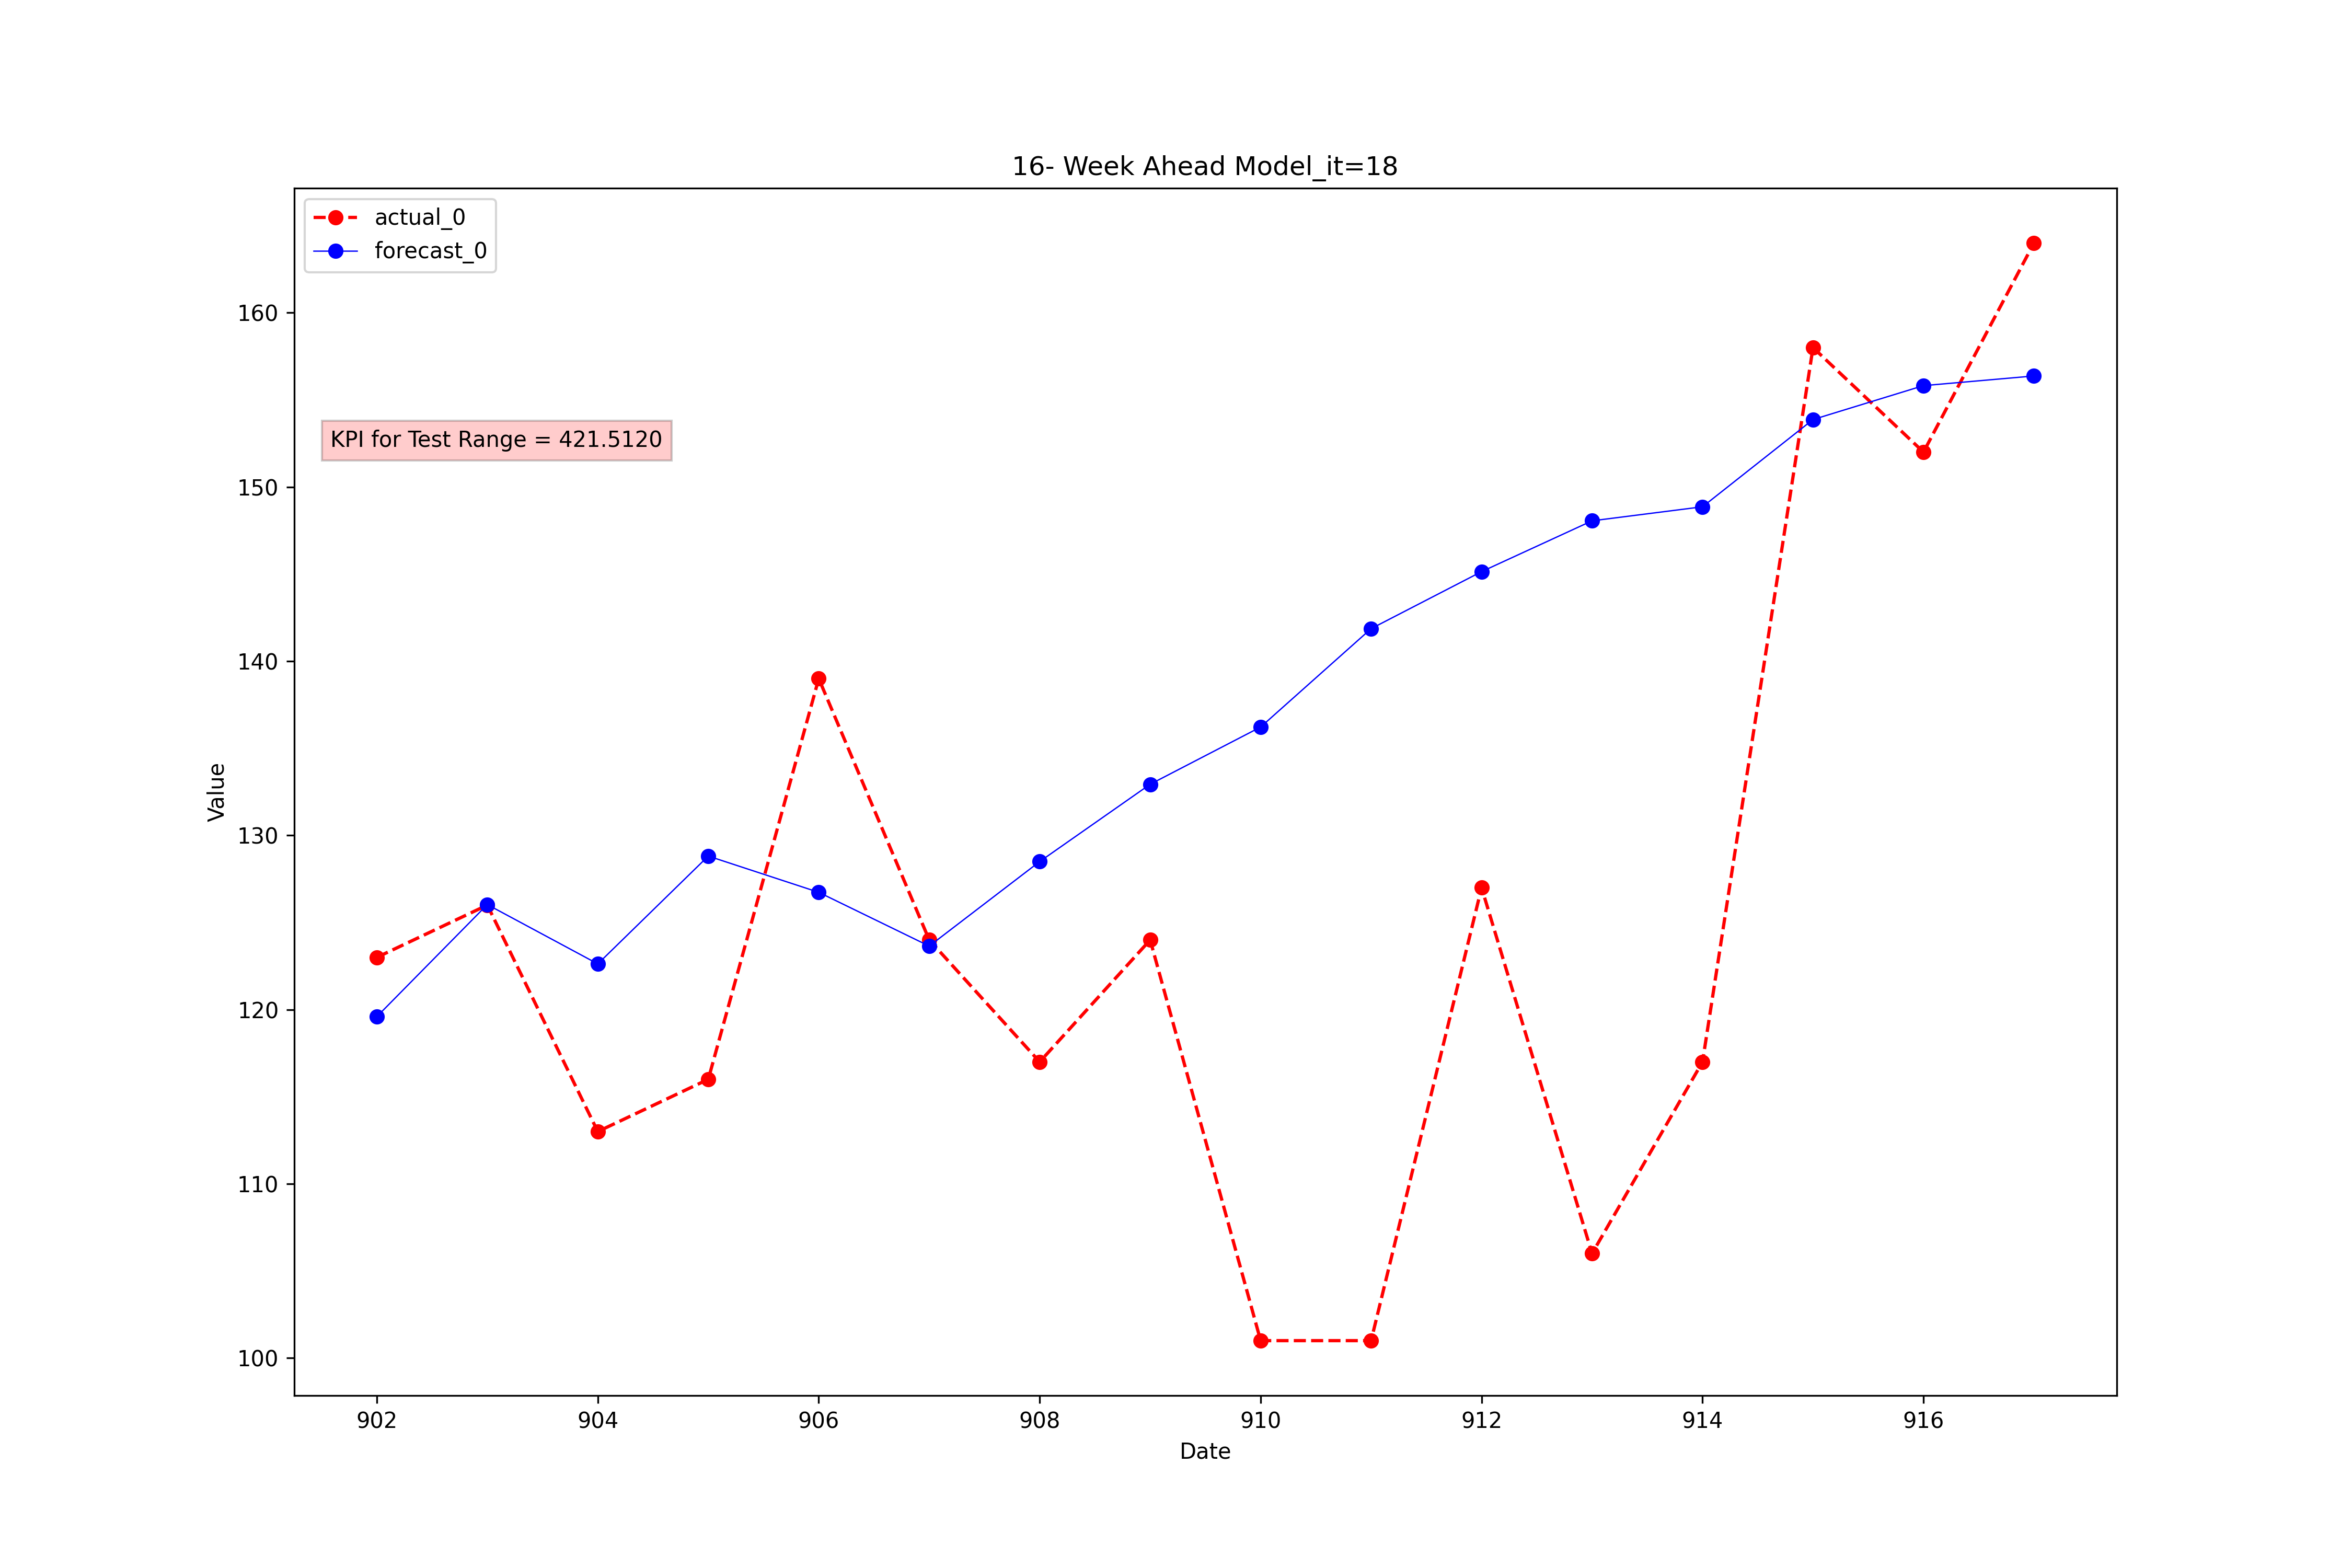 16- Week Ahead Model_it=18
actual_0
forecast_0
KPI for Test Range = 421.5120
160
150
140
130
120
110
100
Value
902 904 906 908 910 912 914 916
Date